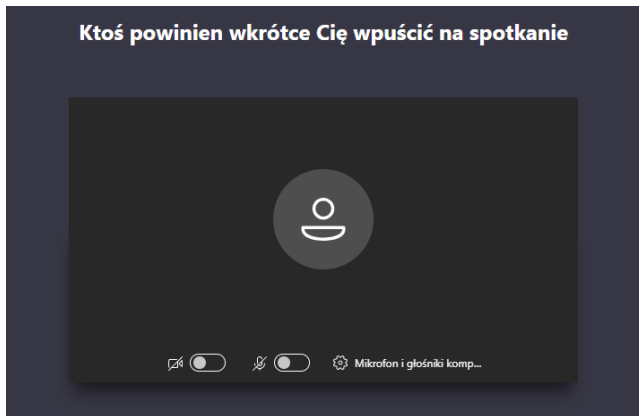 Ktoś powinien wkrótce Cię wpuścić na spotkanie
Mikrofon i głośniki komp...